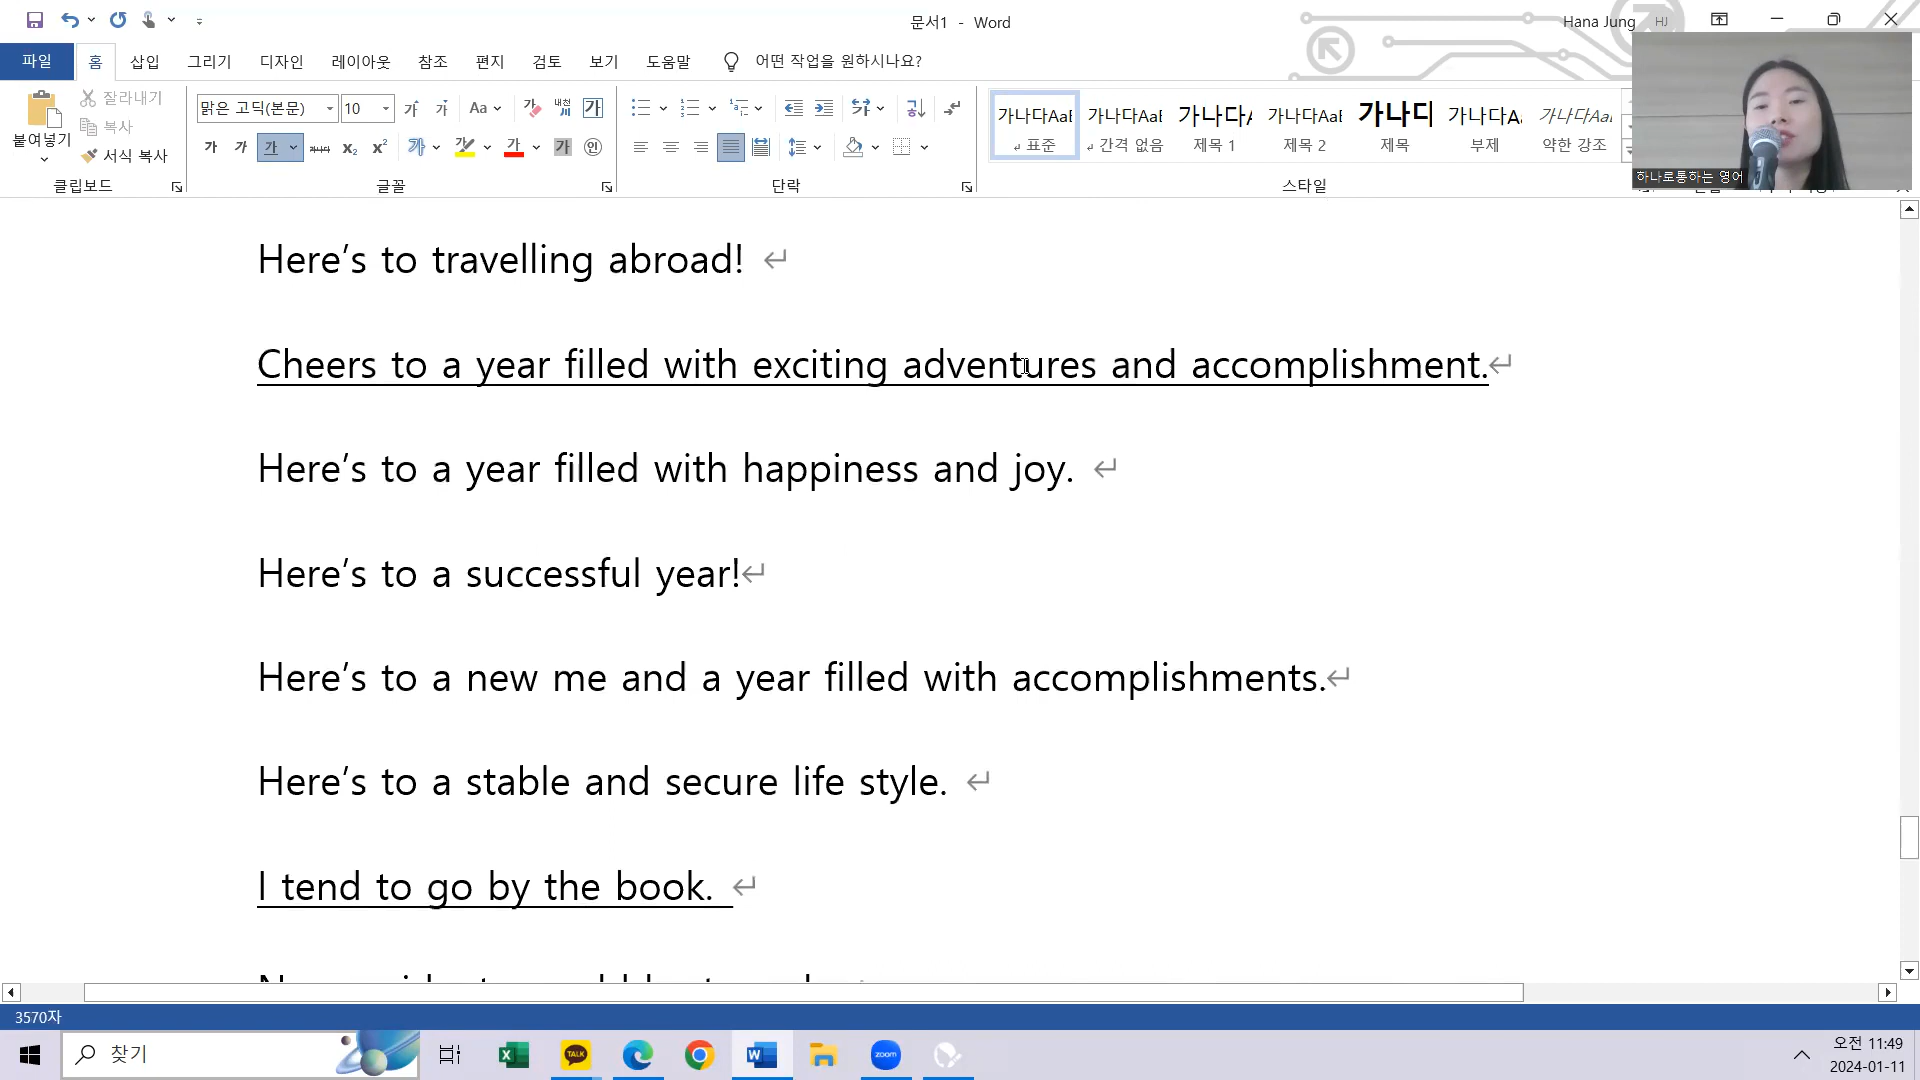 문서1 - Word
Hana Jung
HJ
파일 홈 삽입 그리기 디자인 레이아웃 참조 편지 검토 보기 도움말 어떤 작업을 원하시나요?
붙여넣기
잘라내기
복사
서식 복사
클립보드
맑은 고딕(본문) 10
글꼴
단락
가나다AaB
표준
가나다AaB
간격 없음
가나다A
제목 1
가나다AaB
제목 2
가나다
제목
가나다Aa
부제
가나다Aa
약한 강조
스타일
하나로통하는 영어
Here’s to travelling abroad!
Cheers to a year filled with exciting adventures and accomplishment.
Here’s to a year filled with happiness and joy.
Here’s to a successful year!
Here’s to a new me and a year filled with accomplishments.
Here’s to a stable and secure life style.
I tend to go by the book.
3570자
찾기
TALK
zoom
오전 11:49
2024-01-11